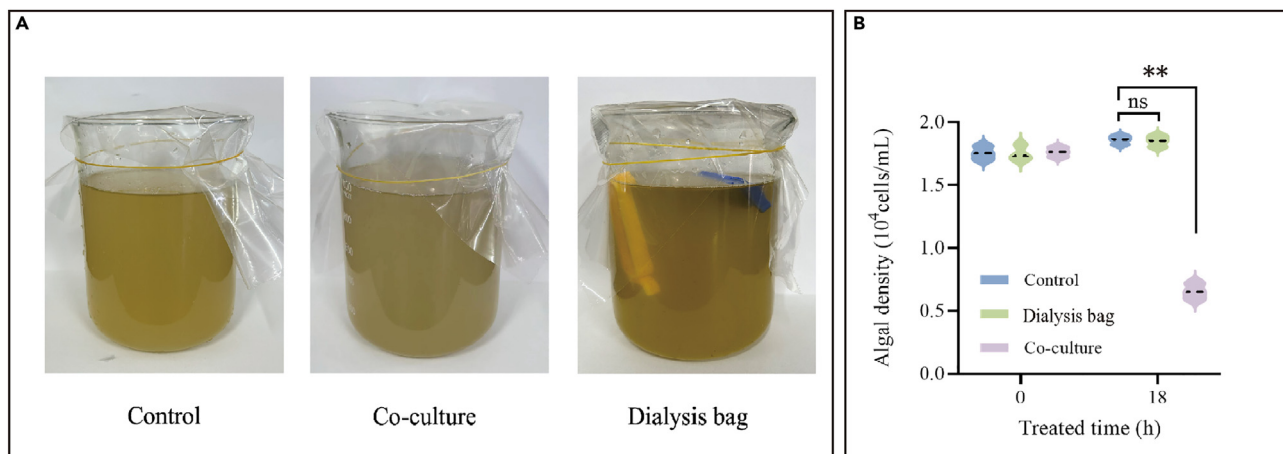 A
Control
Co-culture
Dialysis bag
B
**
ns
Algal density (10⁴cells/mL)
2.0
1.5
1.0
0.5
0.0
Control
Dialysis bag
Co-culture
0
18
Treated time (h)